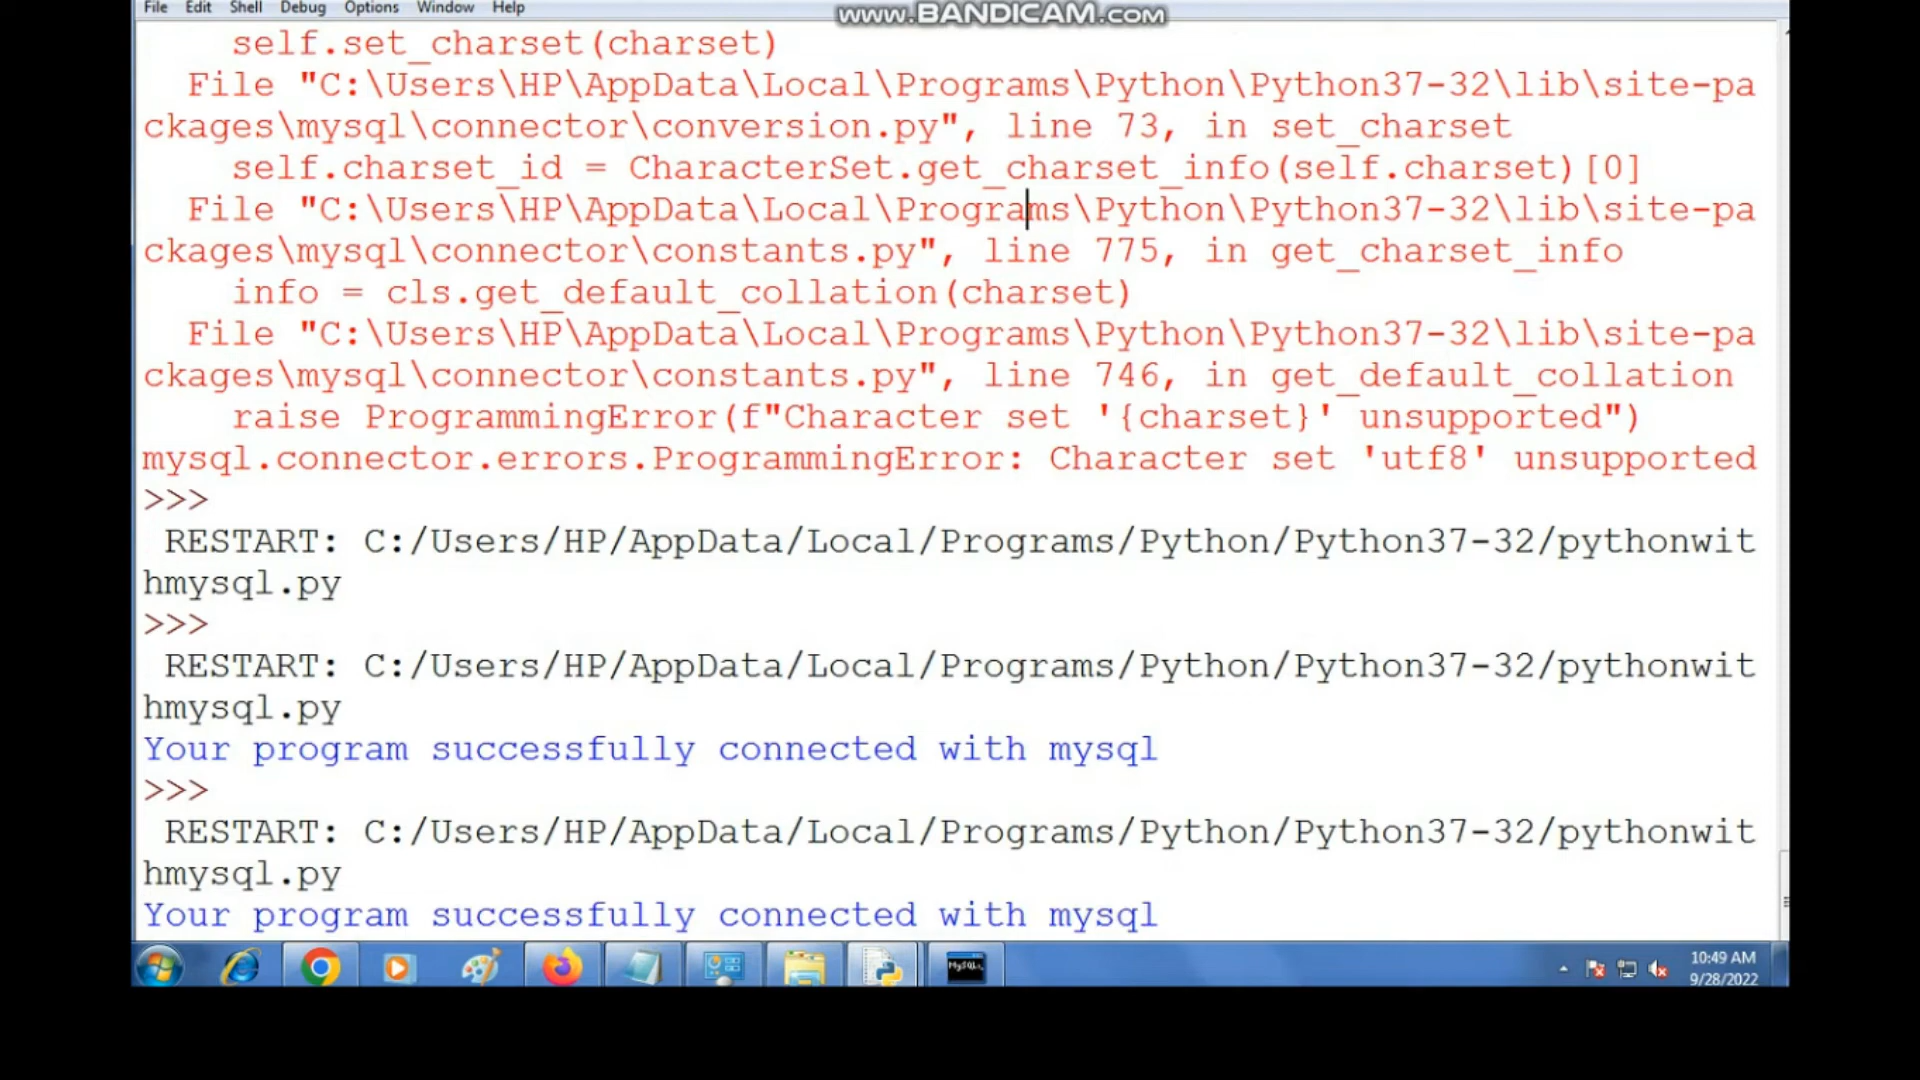 File Edit Shell Debug Options Window Help
www.BANDICAM.com
self.set_charset(charset)
File "C:\Users\HP\AppData\Local\Programs\Python\Python37-32\lib\site-pa
ckages\mysql\connector\conversion.py", line 73, in set_charset
self.charset_id = CharacterSet.get_charset_info(self.charset)[0]
File "C:\Users\HP\AppData\Local\Programs\Python\Python37-32\lib\site-pa
ckages\mysql\connector\constants.py", line 775, in get_charset_info
info = cls.get_default_collation(charset)
File "C:\Users\HP\AppData\Local\Programs\Python\Python37-32\lib\site-pa
ckages\mysql\connector\constants.py", line 746, in get_default_collation
raise ProgrammingError(f"Character set '{charset}' unsupported")
mysql.connector.errors.ProgrammingError: Character set 'utf8' unsupported
>>>
RESTART: C:/Users/HP/AppData/Local/Programs/Python/Python37-32/pythonwit
hmysql.py
>>>
RESTART: C:/Users/HP/AppData/Local/Programs/Python/Python37-32/pythonwit
hmysql.py
Your program successfully connected with mysql
>>>
RESTART: C:/Users/HP/AppData/Local/Programs/Python/Python37-32/pythonwit
hmysql.py
Your program successfully connected with mysql
10:49 AM
9/28/2022